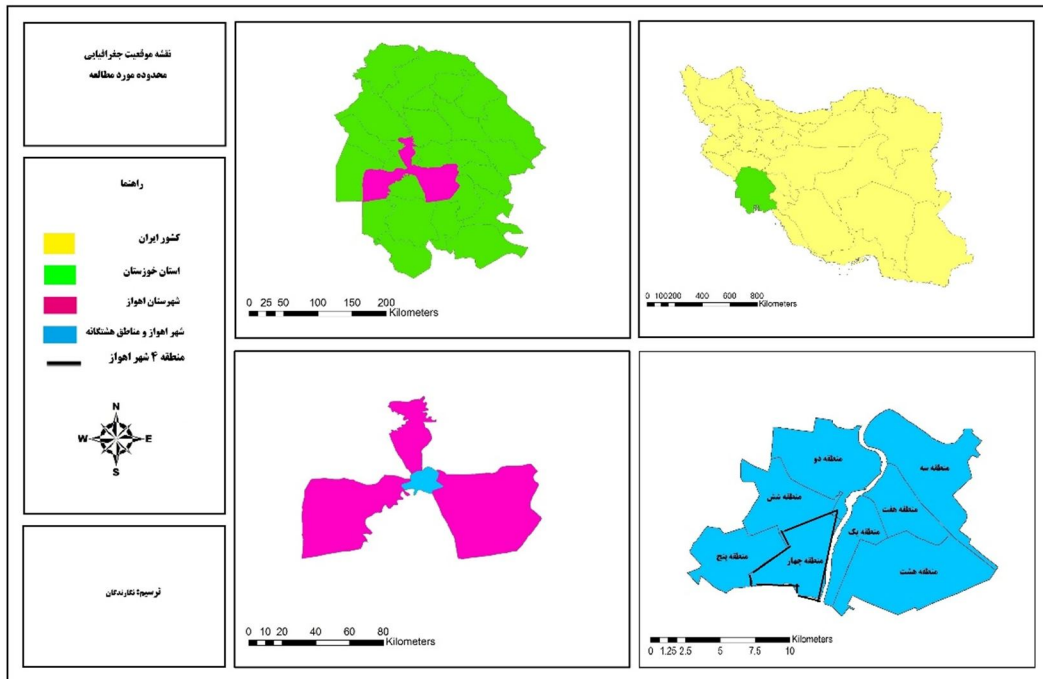 نقشه موقعیت جغرافیایی
محدوده مورد مطالعه
راهنما
کشور ایران
استان خوزستان
شهرستان اهواز
شهر اهواز و مناطق هشتگانه
منطقه ۴ شهر اهواز
N
W E
S
ترسیم: نگارندگان
0 25 50 100 150 200
Kilometers
0 100200 400 600 800
Kilometers
0 10 20 40 60 80
Kilometers
منطقه دو
منطقه سه
منطقه شش
منطقه هفت
منطقه یک
منطقه پنج
منطقه چهار
منطقه هشت
Kilometers
0 1.25 2.5 5 7.5 10